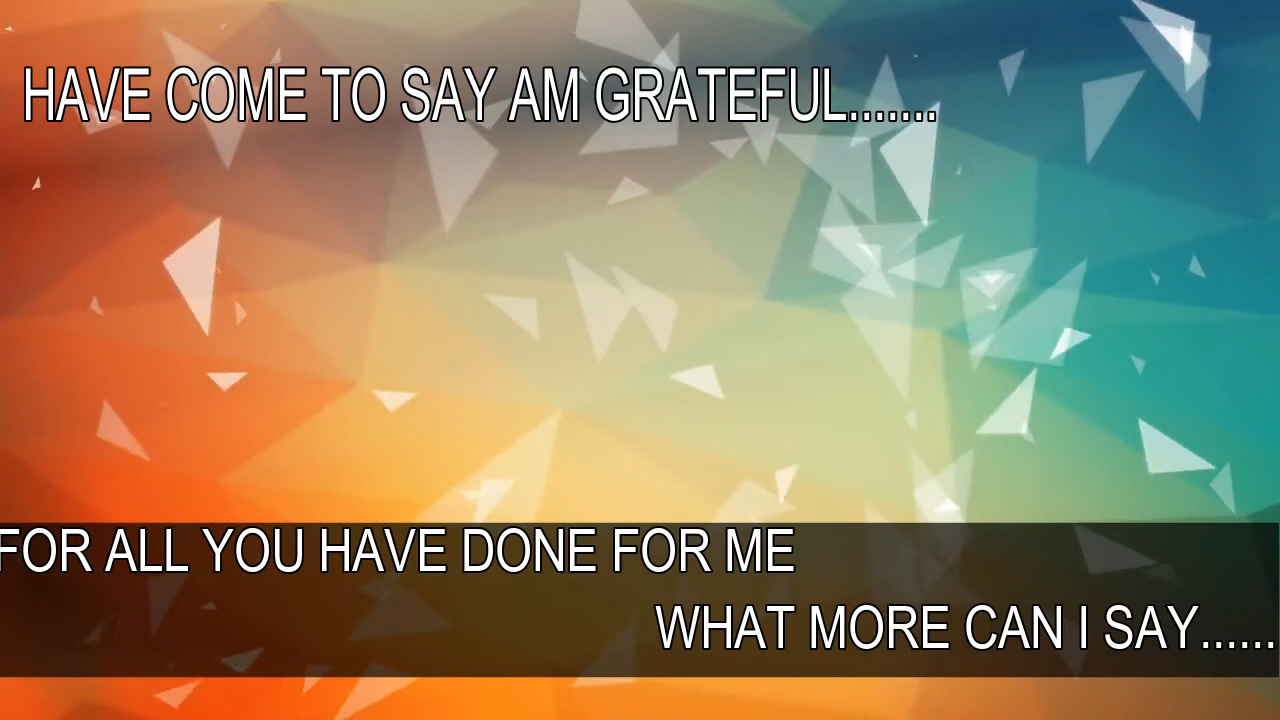 HAVE COME TO SAY AM GRATEFUL.......
FOR ALL YOU HAVE DONE FOR ME
WHAT MORE CAN I SAY......